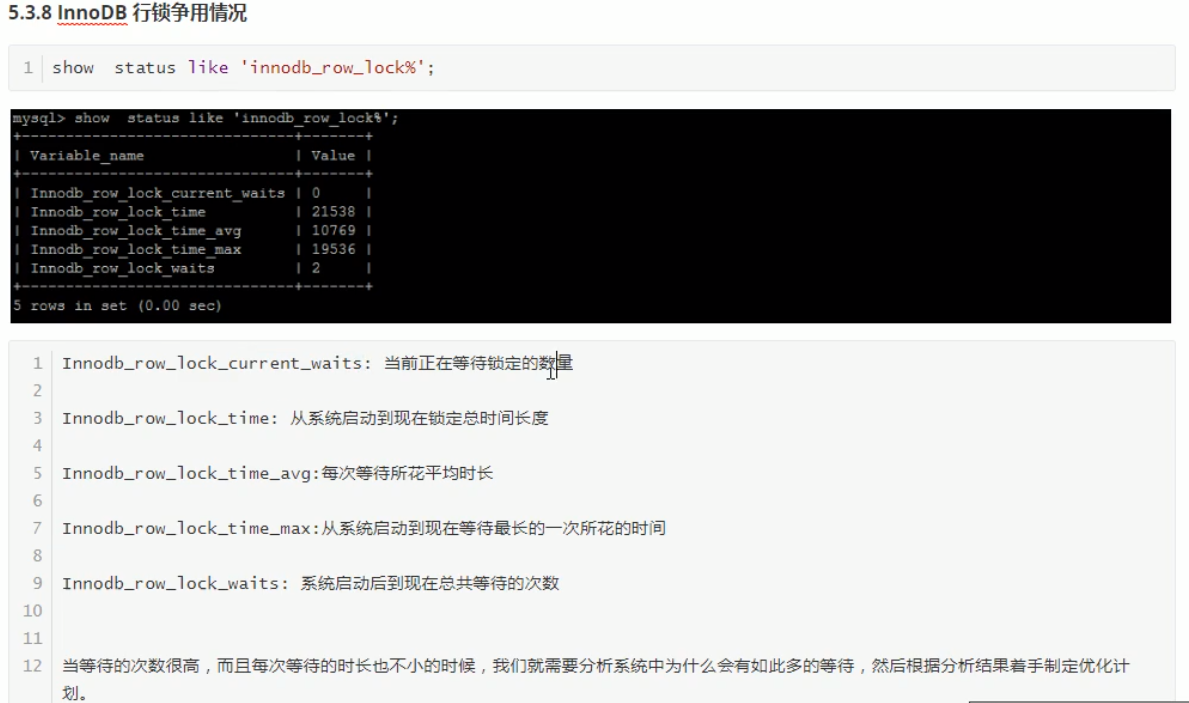 5.3.8 InnoDB 行锁争用情况
1 show  status like 'innodb_row_lock%';
mysql> show  status like 'innodb_row_lock%';
+-------------------------------+-------+
| Variable_name                 | Value |
+-------------------------------+-------+
| Innodb_row_lock_current_waits | 0     |
| Innodb_row_lock_time          | 21538 |
| Innodb_row_lock_time_avg      | 10769 |
| Innodb_row_lock_time_max      | 19536 |
| Innodb_row_lock_waits         | 2     |
+-------------------------------+-------+
5 rows in set (0.00 sec)
1 Innodb_row_lock_current_waits: 当前正在等待锁定的数量
2
3 Innodb_row_lock_time: 从系统启动到现在锁定总时间长度
4
5 Innodb_row_lock_time_avg:每次等待所花平均时长
6
7 Innodb_row_lock_time_max:从系统启动到现在等待最长的一次所花的时间
8
9 Innodb_row_lock_waits: 系统启动后到现在总共等待的次数
10
11
12 当等待的次数很高，而且每次等待的时长也不小的时候，我们就需要分析系统中为什么会有如此多的等待，然后根据分析结果着手制定优化计
划。